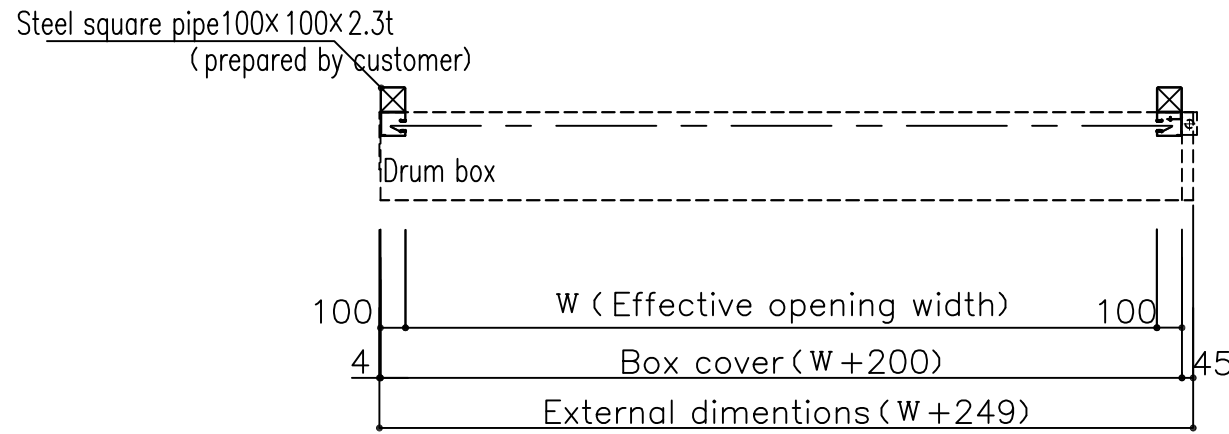 Steel square pipe100×100×2.3t
(prepared by customer)
Drum box
100 W (Effective opening width) 100
4 Box cover(W+200) 45
External dimentions(W+249)